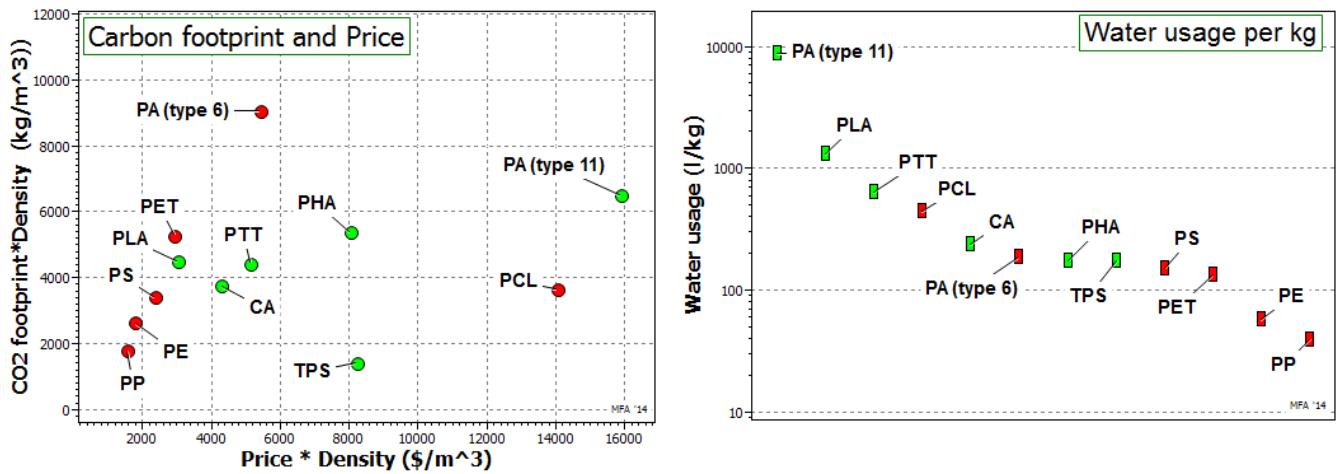 Carbon footprint and Price
CO2 footprint*Density (kg/m^3))
12000
10000
8000
6000
4000
2000
0
PA (type 6)
PA (type 11)
PHA
PET
PLA
PTT
PS
CA
PCL
PE
PP
TPS
MFA '14
2000 4000 6000 8000 10000 12000 14000 16000
Price * Density ($/m^3)
Water usage per kg
Water usage (l/kg)
10000
1000
100
10
PA (type 11)
PLA
PTT
PCL
CA
PA (type 6)
PHA
TPS
PS
PET
PE
PP
MFA '14